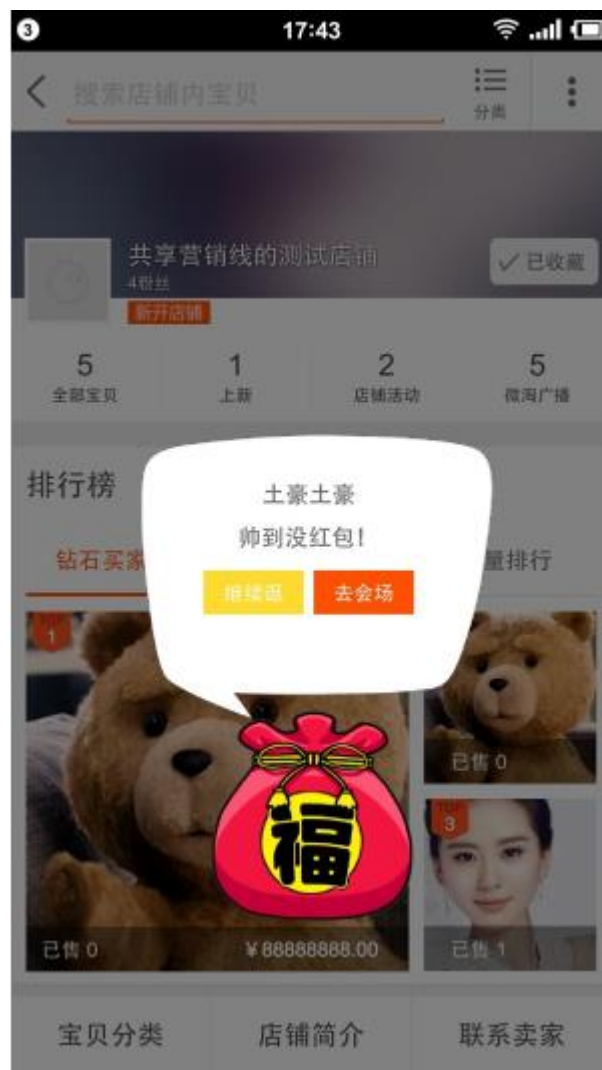 3
17:43
搜索店铺内宝贝
分类
共享营销线的测试店铺
4粉丝
已收藏
新开店铺
5
1
2
5
全部宝贝
上新
店铺活动
微淘广播
排行榜
土豪土豪
帅到没红包!
钻石买家
量排行
继续逛
去会场
TOP
1
已售 0
TOP
3
福
已售 0
¥88888888.00
已售 1
宝贝分类
店铺简介
联系卖家